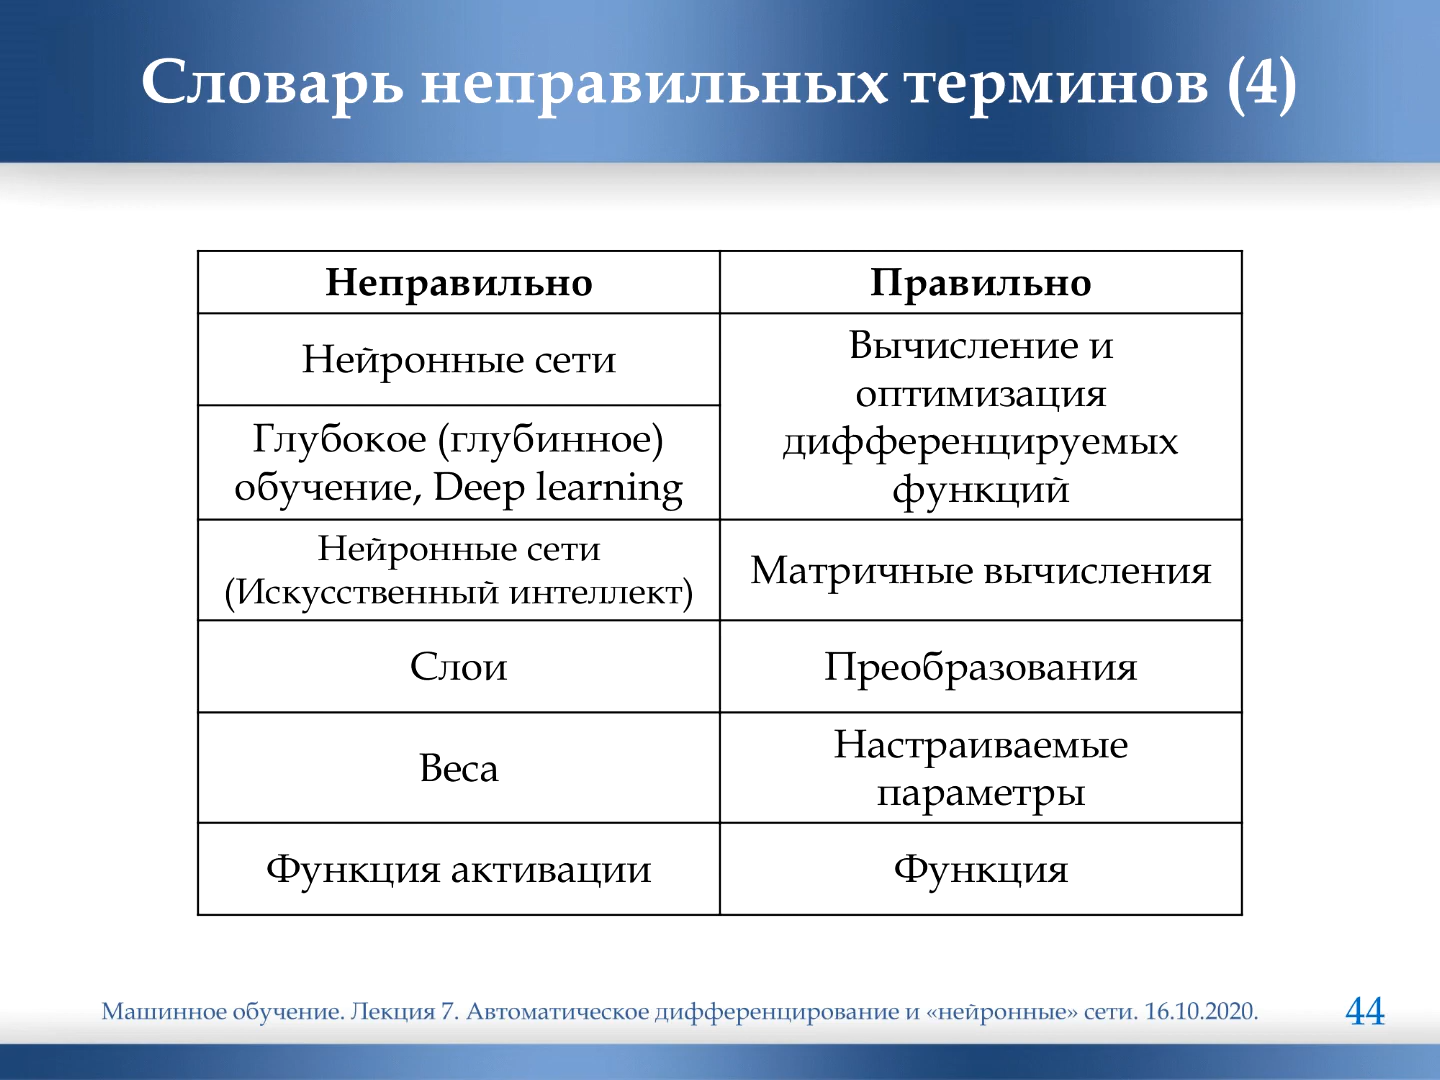 Словарь неправильных терминов (4)
Неправильно
Правильно
Нейронные сети
Вычисление и
оптимизация
дифференцируемых
функций
Глубокое (глубинное)
обучение, Deep learning
Нейронные сети
(Искусственный интеллект)
Матричные вычисления
Слои
Преобразования
Веса
Настраиваемые
параметры
Функция активации
Функция
Машинное обучение. Лекция 7. Автоматическое дифференцирование и «нейронные» сети. 16.10.2020.
44